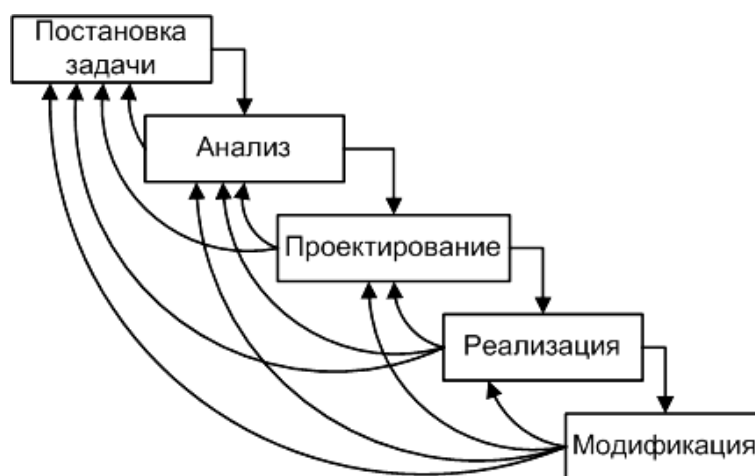 Постановка
задачи
Анализ
Проектирование
Реализация
Модификация